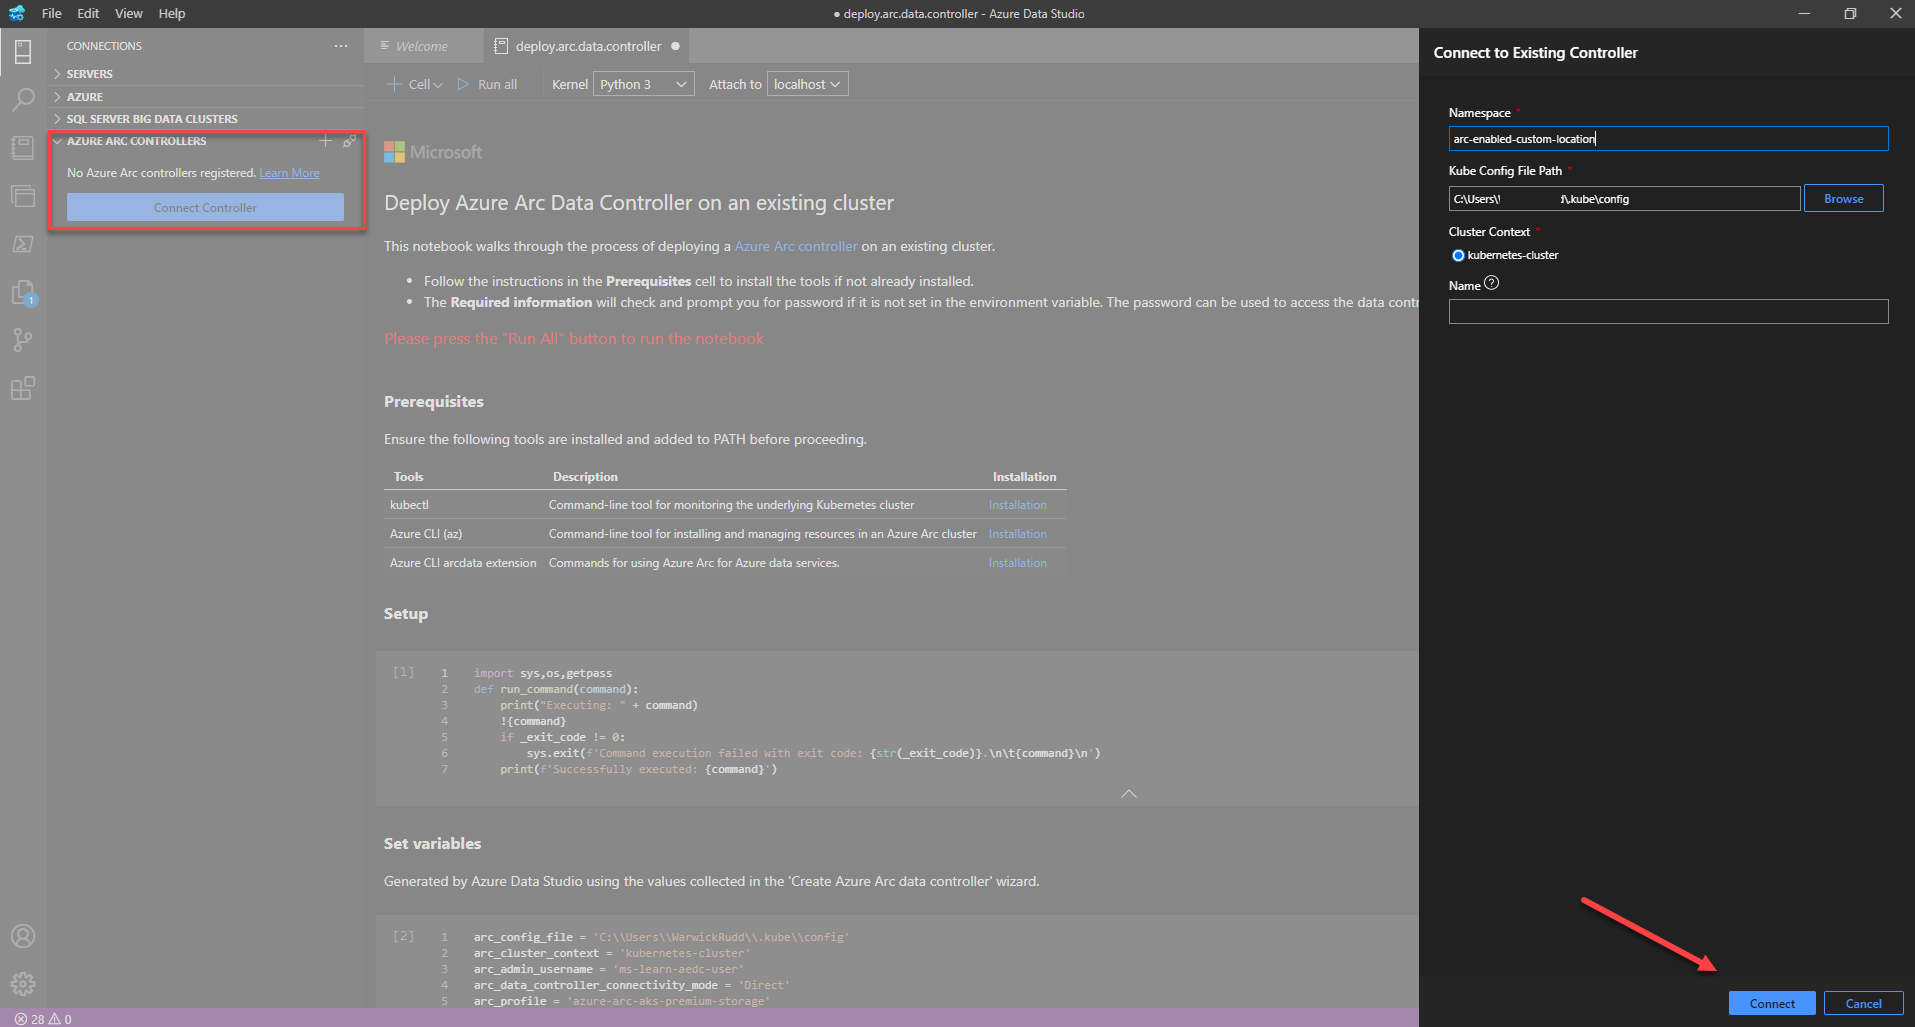 File Edit View Help
● deploy.arc.data.controller - Azure Data Studio
CONNECTIONS
SERVERS
AZURE
SQL SERVER BIG DATA CLUSTERS
AZURE ARC CONTROLLERS
No Azure Arc controllers registered. Learn More
Connect Controller
1
Welcome
deploy.arc.data.controller ●
Cell Run all Kernel Python 3 Attach to localhost
Microsoft
Deploy Azure Arc Data Controller on an existing cluster
This notebook walks through the process of deploying a Azure Arc controller on an existing cluster.
• Follow the instructions in the Prerequisites cell to install the tools if not already installed.
• The Required information will check and prompt you for password if it is not set in the environment variable. The password can be used to access the data contr
Please press the "Run All" button to run the notebook
Prerequisites
Ensure the following tools are installed and added to PATH before proceeding.
Tools Description Installation
kubectl Command-line tool for monitoring the underlying Kubernetes cluster Installation
Azure CLI (az) Command-line tool for installing and managing resources in an Azure Arc cluster Installation
Azure CLI arcdata extension Commands for using Azure Arc for Azure data services. Installation
Setup
[1]
1 import sys,os,getpass
2 def run_command(command):
3 print("Executing: " + command)
4 !{command}
5 if _exit_code != 0:
6 sys.exit(f'Command execution failed with exit code: {str(_exit_code)}.\n\t{command}\n')
7 print(f'Successfully executed: {command}')
Set variables
Generated by Azure Data Studio using the values collected in the 'Create Azure Arc data controller' wizard.
[2]
1 arc_config_file = 'C:\\Users\\WarwickRudd\\.kube\\config'
2 arc_cluster_context = 'kubernetes-cluster'
3 arc_admin_username = 'ms-learn-aedc-user'
4 arc_data_controller_connectivity_mode = 'Direct'
5 arc_profile = 'azure-arc-aks-premium-storage'
28 0
Connect to Existing Controller
Namespace *
arc-enabled-custom-location
Kube Config File Path *
C:\Users\ \.kube\config
Browse
Cluster Context *
kubernetes-cluster
Name ?
Connect Cancel